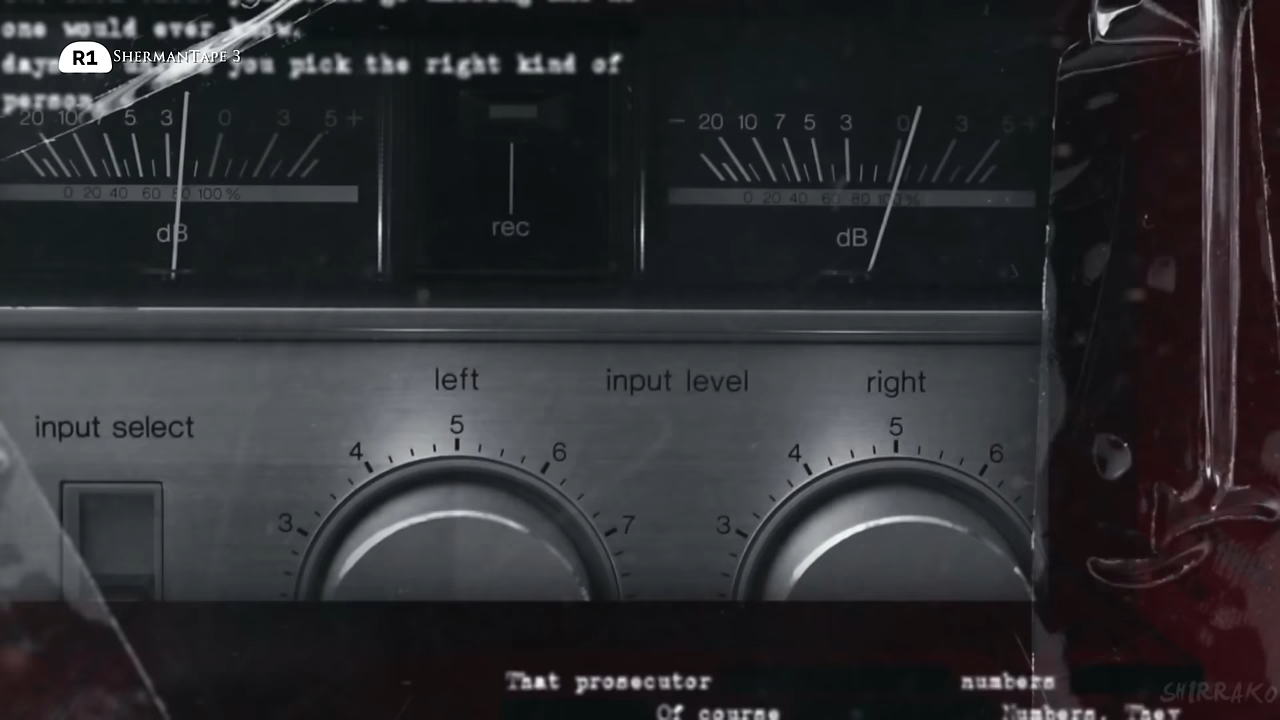 one would ever know.
R1 SHERMANTAPE 3
days you pick the right kind of
person,
20 10 7 5 3 0 3 5 +
0 20 40 60 80 100 %
dB
rec
− 20 10 7 5 3 0 3 5 +
0 20 40 60 80 100 %
dB
left input level right
input select
3 4 5 6 7
3 4 5 6
That prosecutor numbers
Of course Numbers. They
SHIRRAKO